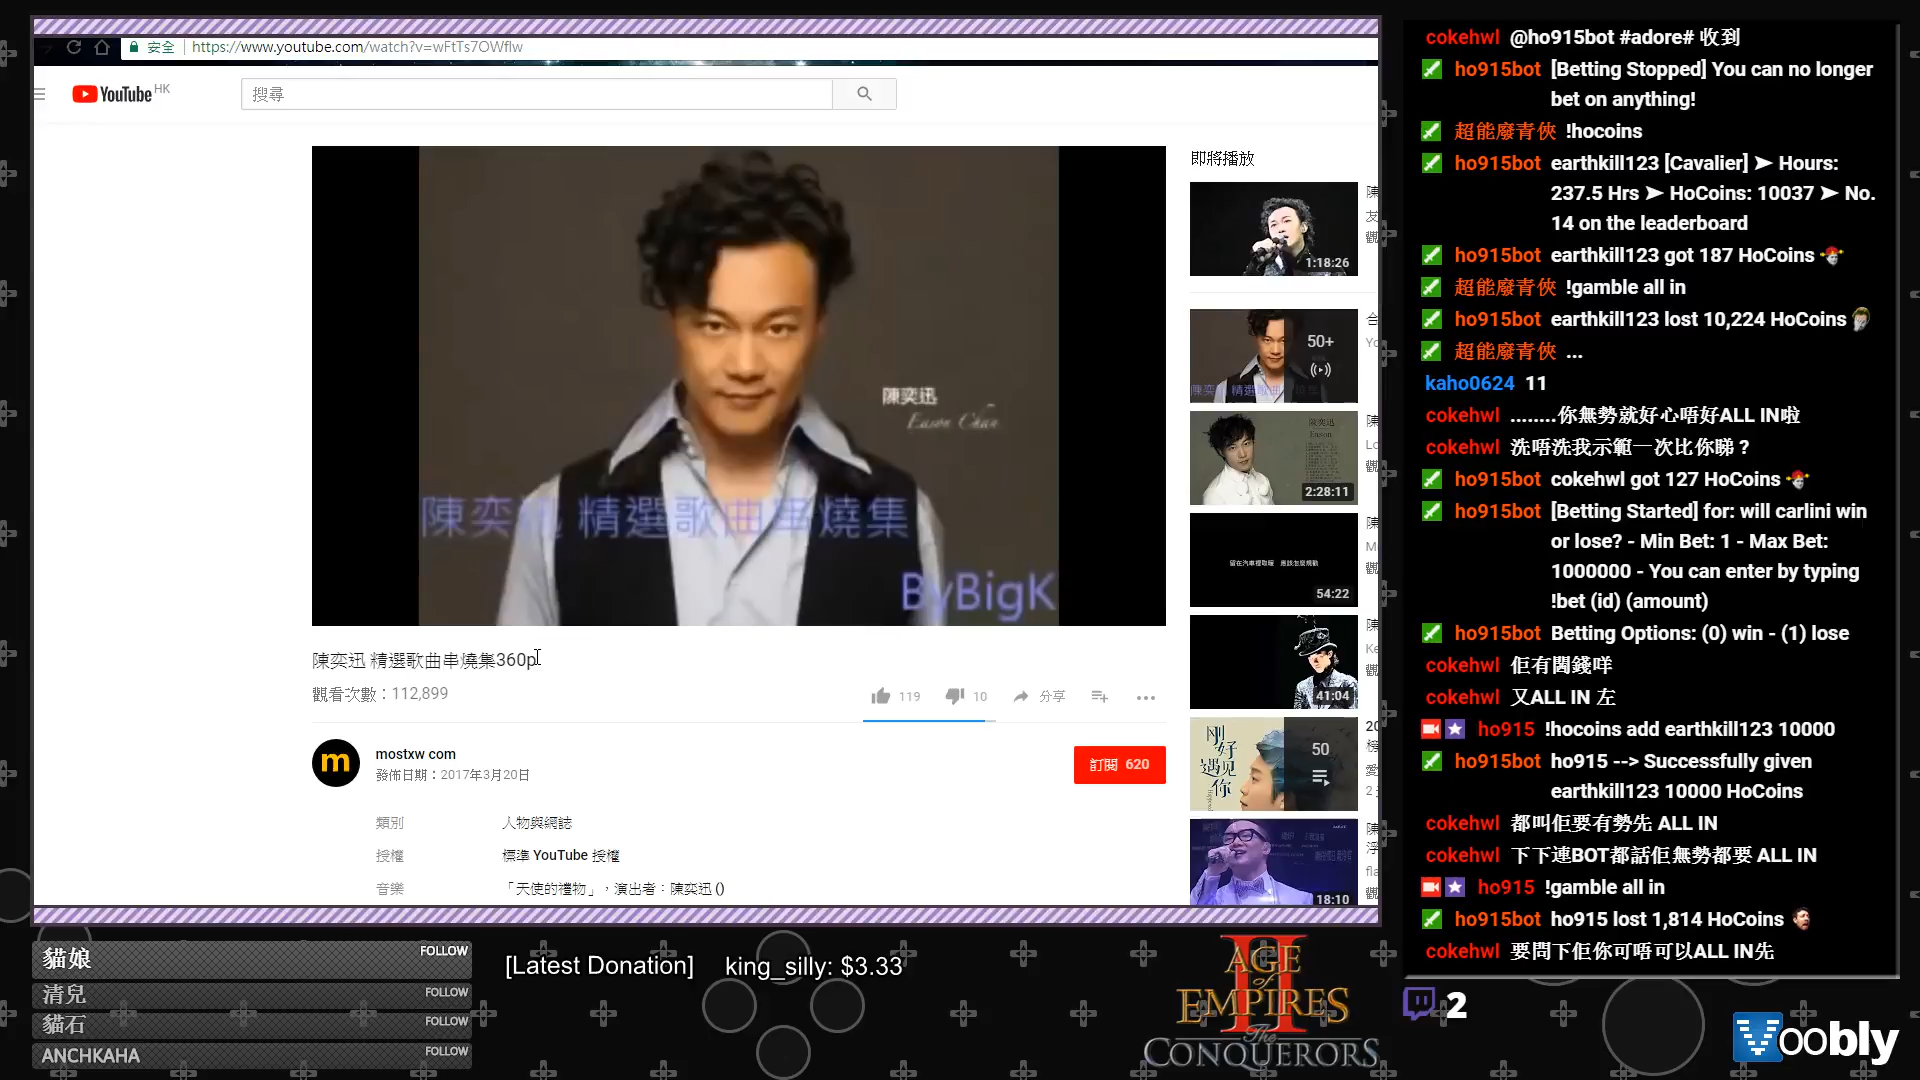 安全 https://www.youtube.com/watch?v=wFtTs7OWflw
YouTube HK
搜尋
陳奕迅
Eason Chan
陳奕迅 精選歌曲串燒集
ByBigK
陳奕迅 精選歌曲串燒集360p
觀看次數：112,899
119
10
分享
mostxw com
發佈日期：2017年3月20日
訂閱 620
類別 人物與網誌
授權 標準 YouTube 授權
音樂 「天使的禮物」，演出者：陳奕迅 ()
即將播放
1:18:26
50+
2:28:11
54:22
41:04
剛好遇见你
50
18:10
cokehwl @ho915bot #adore# 收到
ho915bot [Betting Stopped] You can no longer
bet on anything!
超能廢青俠 !hocoins
ho915bot earthkill123 [Cavalier] ➤ Hours:
237.5 Hrs ➤ HoCoins: 10037 ➤ No.
14 on the leaderboard
ho915bot earthkill123 got 187 HoCoins
超能廢青俠 !gamble all in
ho915bot earthkill123 lost 10,224 HoCoins
超能廢青俠 ...
kaho0624 11
cokehwl ........你無勢就好心唔好ALL IN啦
cokehwl 洗唔洗我示範一次比你睇 ?
ho915bot cokehwl got 127 HoCoins
ho915bot [Betting Started] for: will carlini win
or lose? - Min Bet: 1 - Max Bet:
1000000 - You can enter by typing
!bet (id) (amount)
ho915bot Betting Options: (0) win - (1) lose
cokehwl 佢有閪錢咩
cokehwl 又ALL IN 左
ho915 !hocoins add earthkill123 10000
ho915bot ho915 --> Successfully given
earthkill123 10000 HoCoins
cokehwl 都叫佢要有勢先 ALL IN
cokehwl 下下連BOT都話佢無勢都要 ALL IN
ho915 !gamble all in
ho915bot ho915 lost 1,814 HoCoins
cokehwl 要問下佢你可唔可以ALL IN先
貓娘 FOLLOW
清兒 FOLLOW
貓石 FOLLOW
ANCHKAHA FOLLOW
[Latest Donation] king_silly: $3.33
AGE of EMPIRES II
The CONQUERORS
2
Voobly